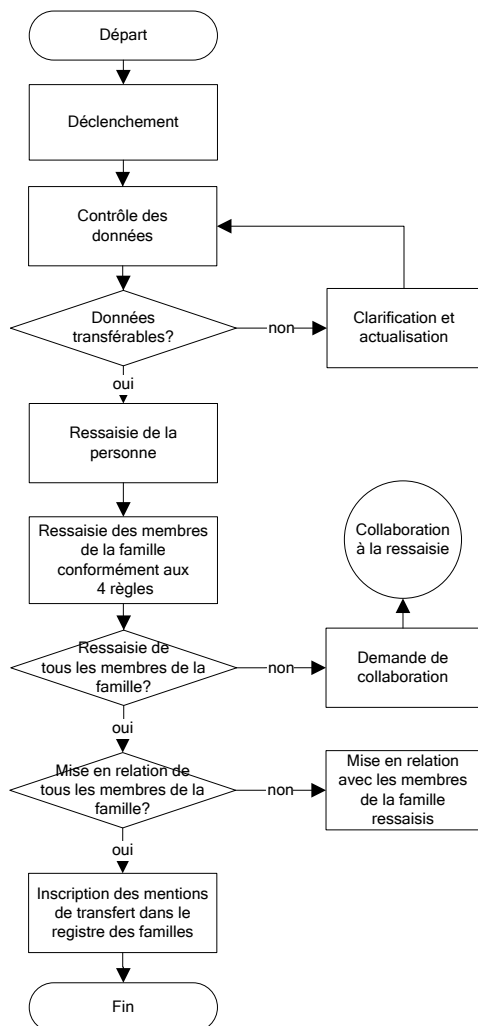 Départ
Déclenchement
Contrôle des
données
Données
transférables?
non
Clarification et
actualisation
oui
Ressaisie de la
personne
Ressaisie des membres
de la famille
conformément aux
4 règles
Collaboration
à la ressaisie
Ressaisie de
tous les membres de la
famille?
non
Demande de
collaboration
oui
Mise en relation de
tous les membres de la
famille?
non
Mise en relation
avec les membres
de la famille
ressaisis
oui
Inscription des mentions
de transfert dans le
registre des familles
Fin